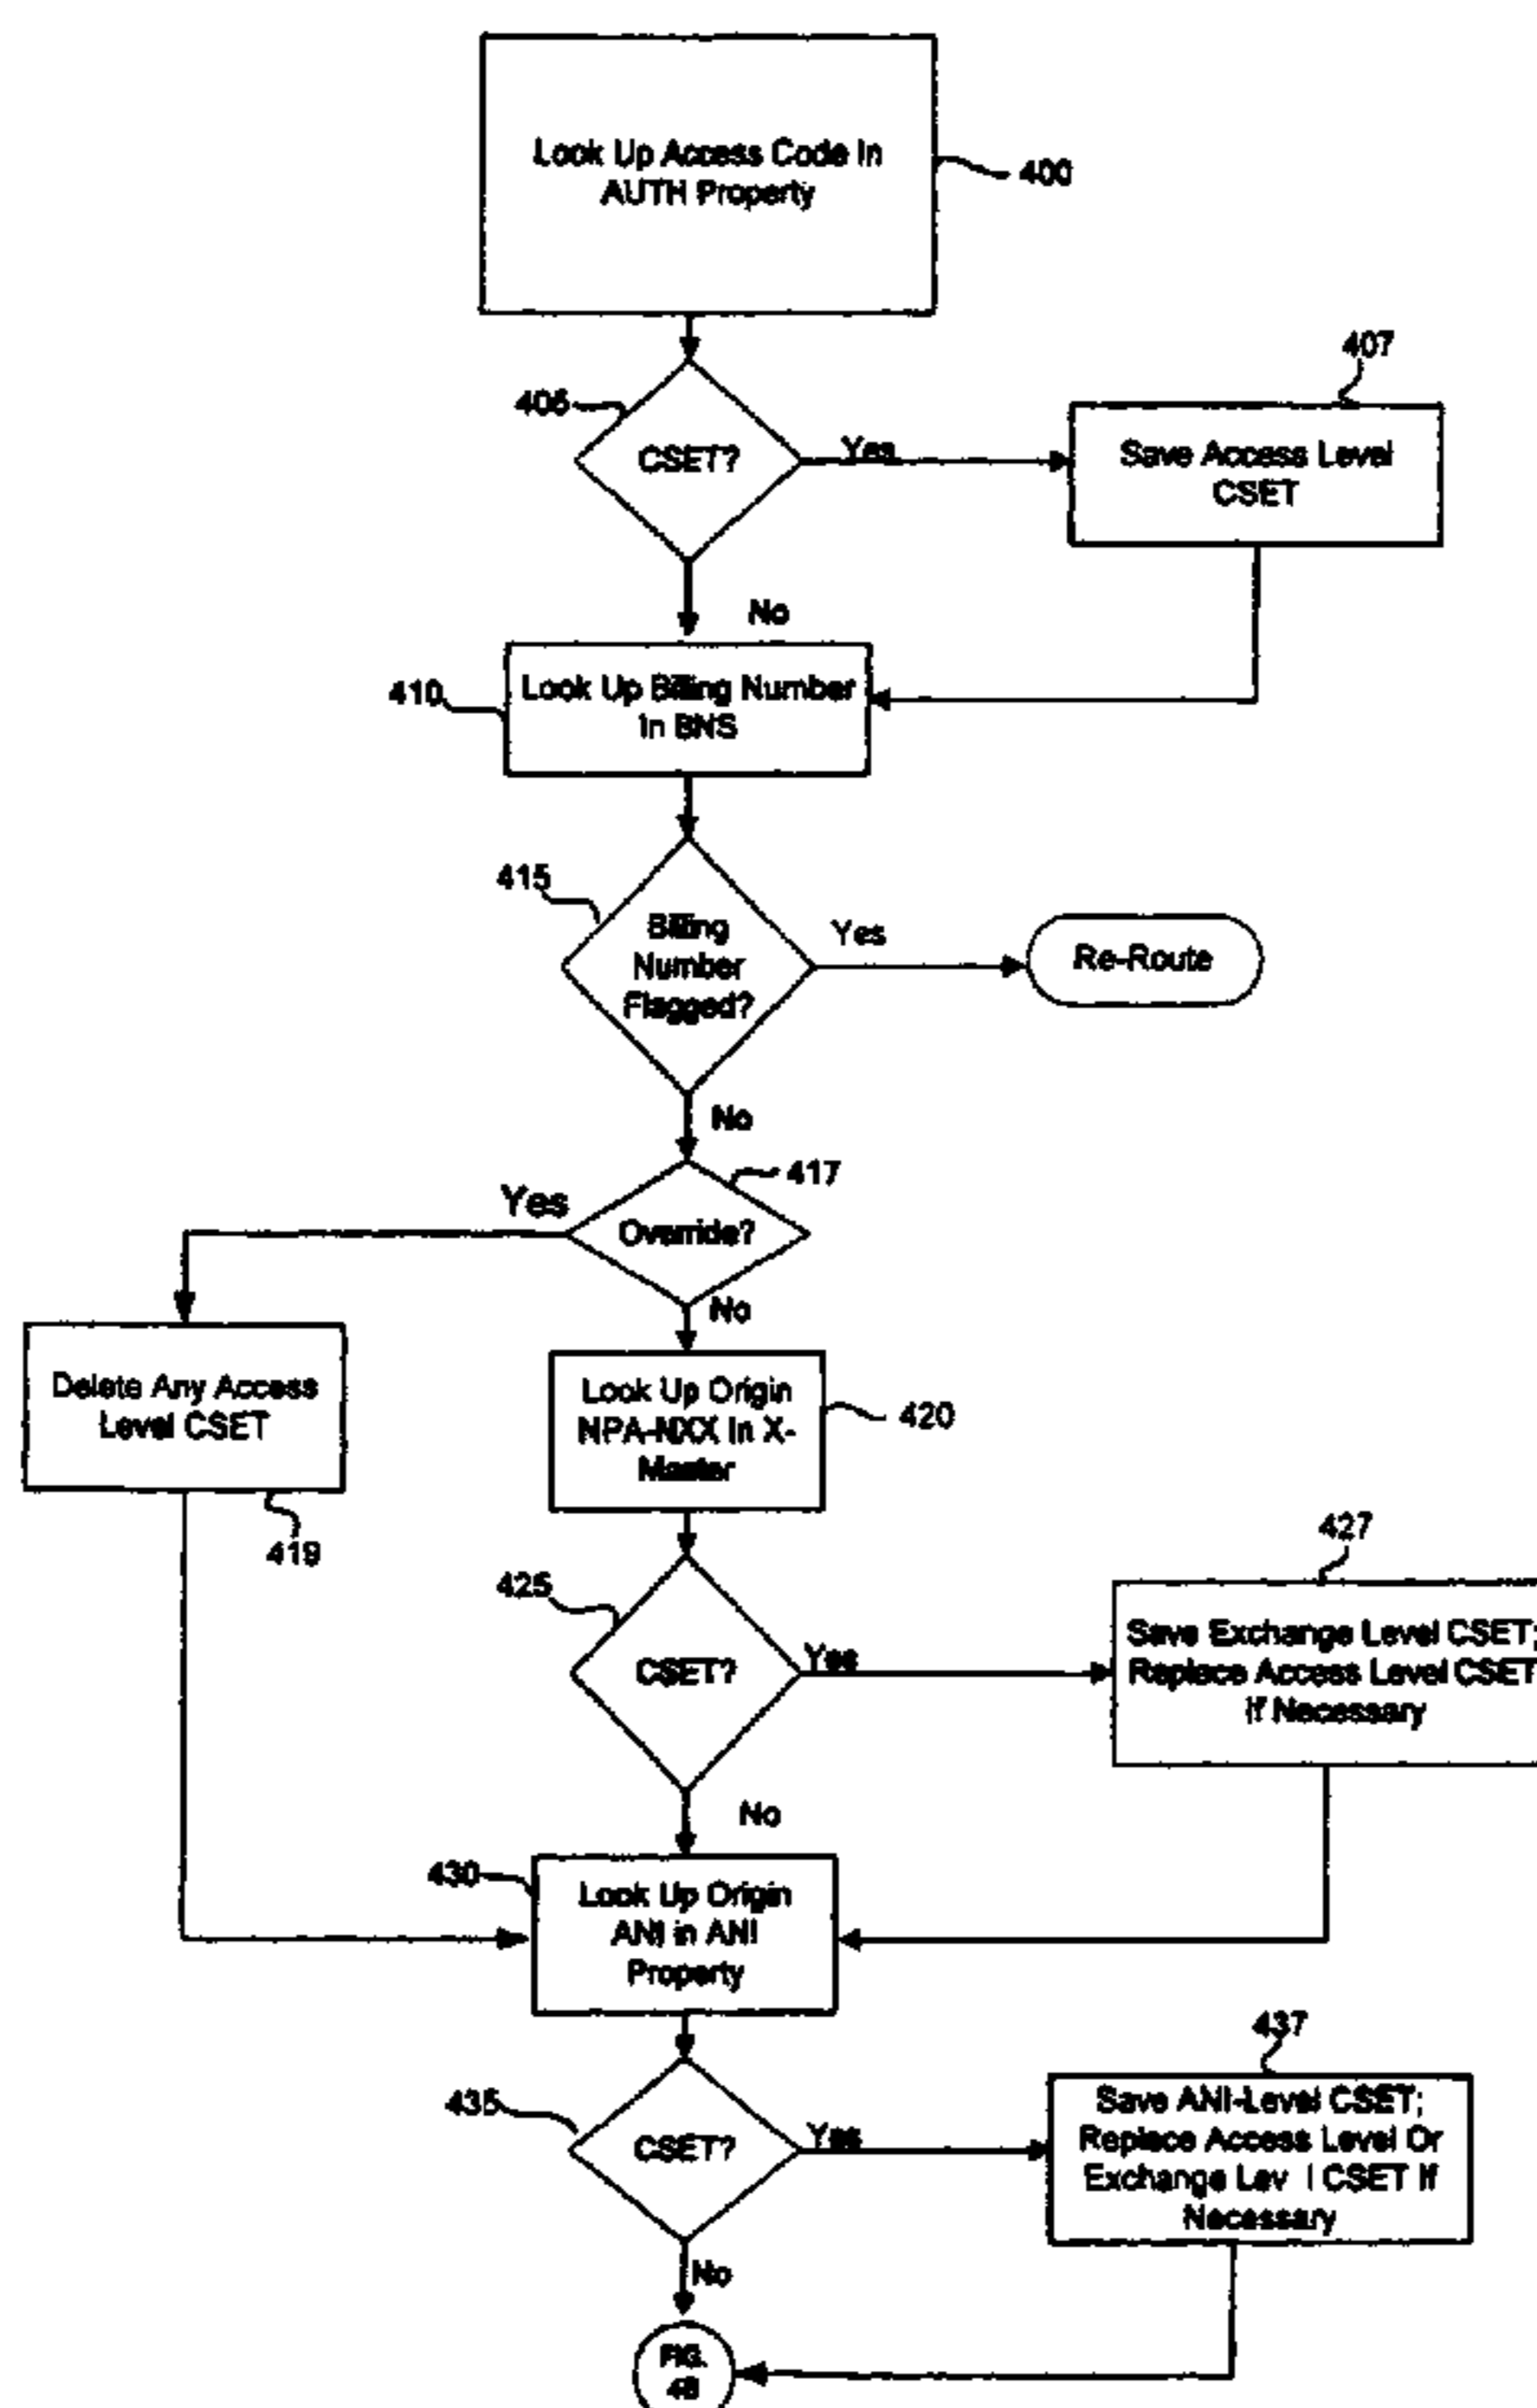 Look Up Access Code In
AUTH Property
400
405
CSET?
Yes
407
Save Access Level
CSET
No
410
Look Up Billing Number
In BNS
415
Billing
Number
Flagged?
Yes
Re-Route
No
417
Override?
Yes
No
Delete Any Access
Level CSET
419
Look Up Origin
NPA-NXX In X-
Master
420
425
CSET?
Yes
427
Save Exchange Level CSET;
Replace Access Level CSET
If Necessary
No
430
Look Up Origin
ANI in ANI
Property
435
CSET?
Yes
437
Save ANI-Level CSET;
Replace Access Level Or
Exchange Lev l CSET If
Necessary
No
FIG.
4B